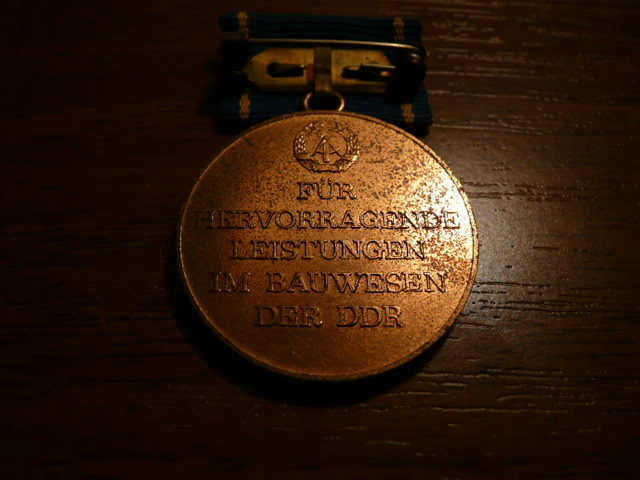 FÜR
HERVORRAGENDE
LEISTUNGEN
IM BAUWESEN
DER DDR